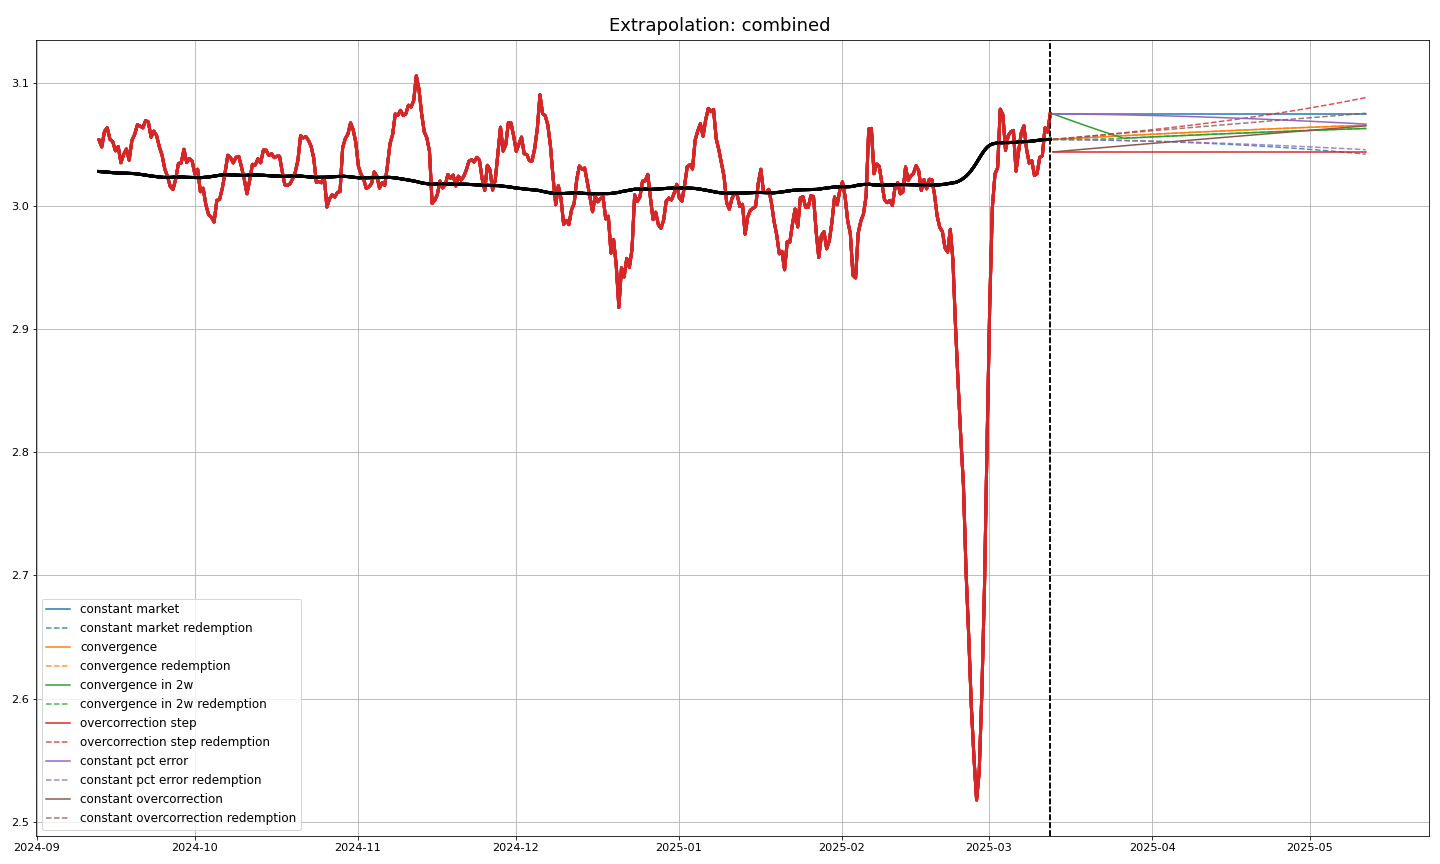 Extrapolation: combined
3.1
3.0
2.9
2.8
2.7
2.6
2.5
constant market
constant market redemption
convergence
convergence redemption
convergence in 2w
convergence in 2w redemption
overcorrection step
overcorrection step redemption
constant pct error
constant pct error redemption
constant overcorrection
constant overcorrection redemption
2024-09 2024-10 2024-11 2024-12 2025-01 2025-02 2025-03 2025-04 2025-05